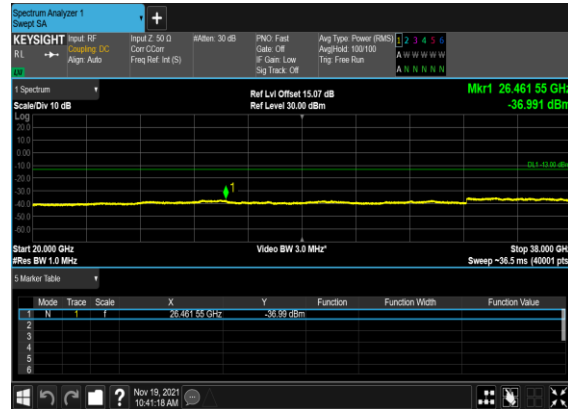 Spectrum Analyzer 1
Swept SA
+
KEYSIGHT Input: RF Input Z: 50 Ω #Atten: 30 dB PNO: Fast Avg Type: Power (RMS) 1 2 3 4 5 6
RL Coupling: DC Corr CCorr Gate: Off Avg|Hold: 100/100 A W W W W W
Align: Auto Freq Ref: Int (S) IF Gain: Low Trig: Free Run
LW Sig Track: Off A N N N N N
1 Spectrum Ref Lvl Offset 15.07 dB Mkr1 26.461 55 GHz
Scale/Div 10 dB Ref Level 30.00 dBm -36.991 dBm
Log
20.0
10.0
0.00
-10.0 DL1 -13.00 dBm
-20.0
-30.0 1
-40.0
-50.0
-60.0
Start 20.000 GHz Video BW 3.0 MHz* Stop 38.000 GHz
#Res BW 1.0 MHz Sweep ~36.5 ms (40001 pts)
5 Marker Table
Mode Trace Scale X Y Function Function Width Function Value
1 N 1 f 26.461 55 GHz -36.99 dBm
2
3
4
5
6
? Nov 19, 2021
10:41:18 AM